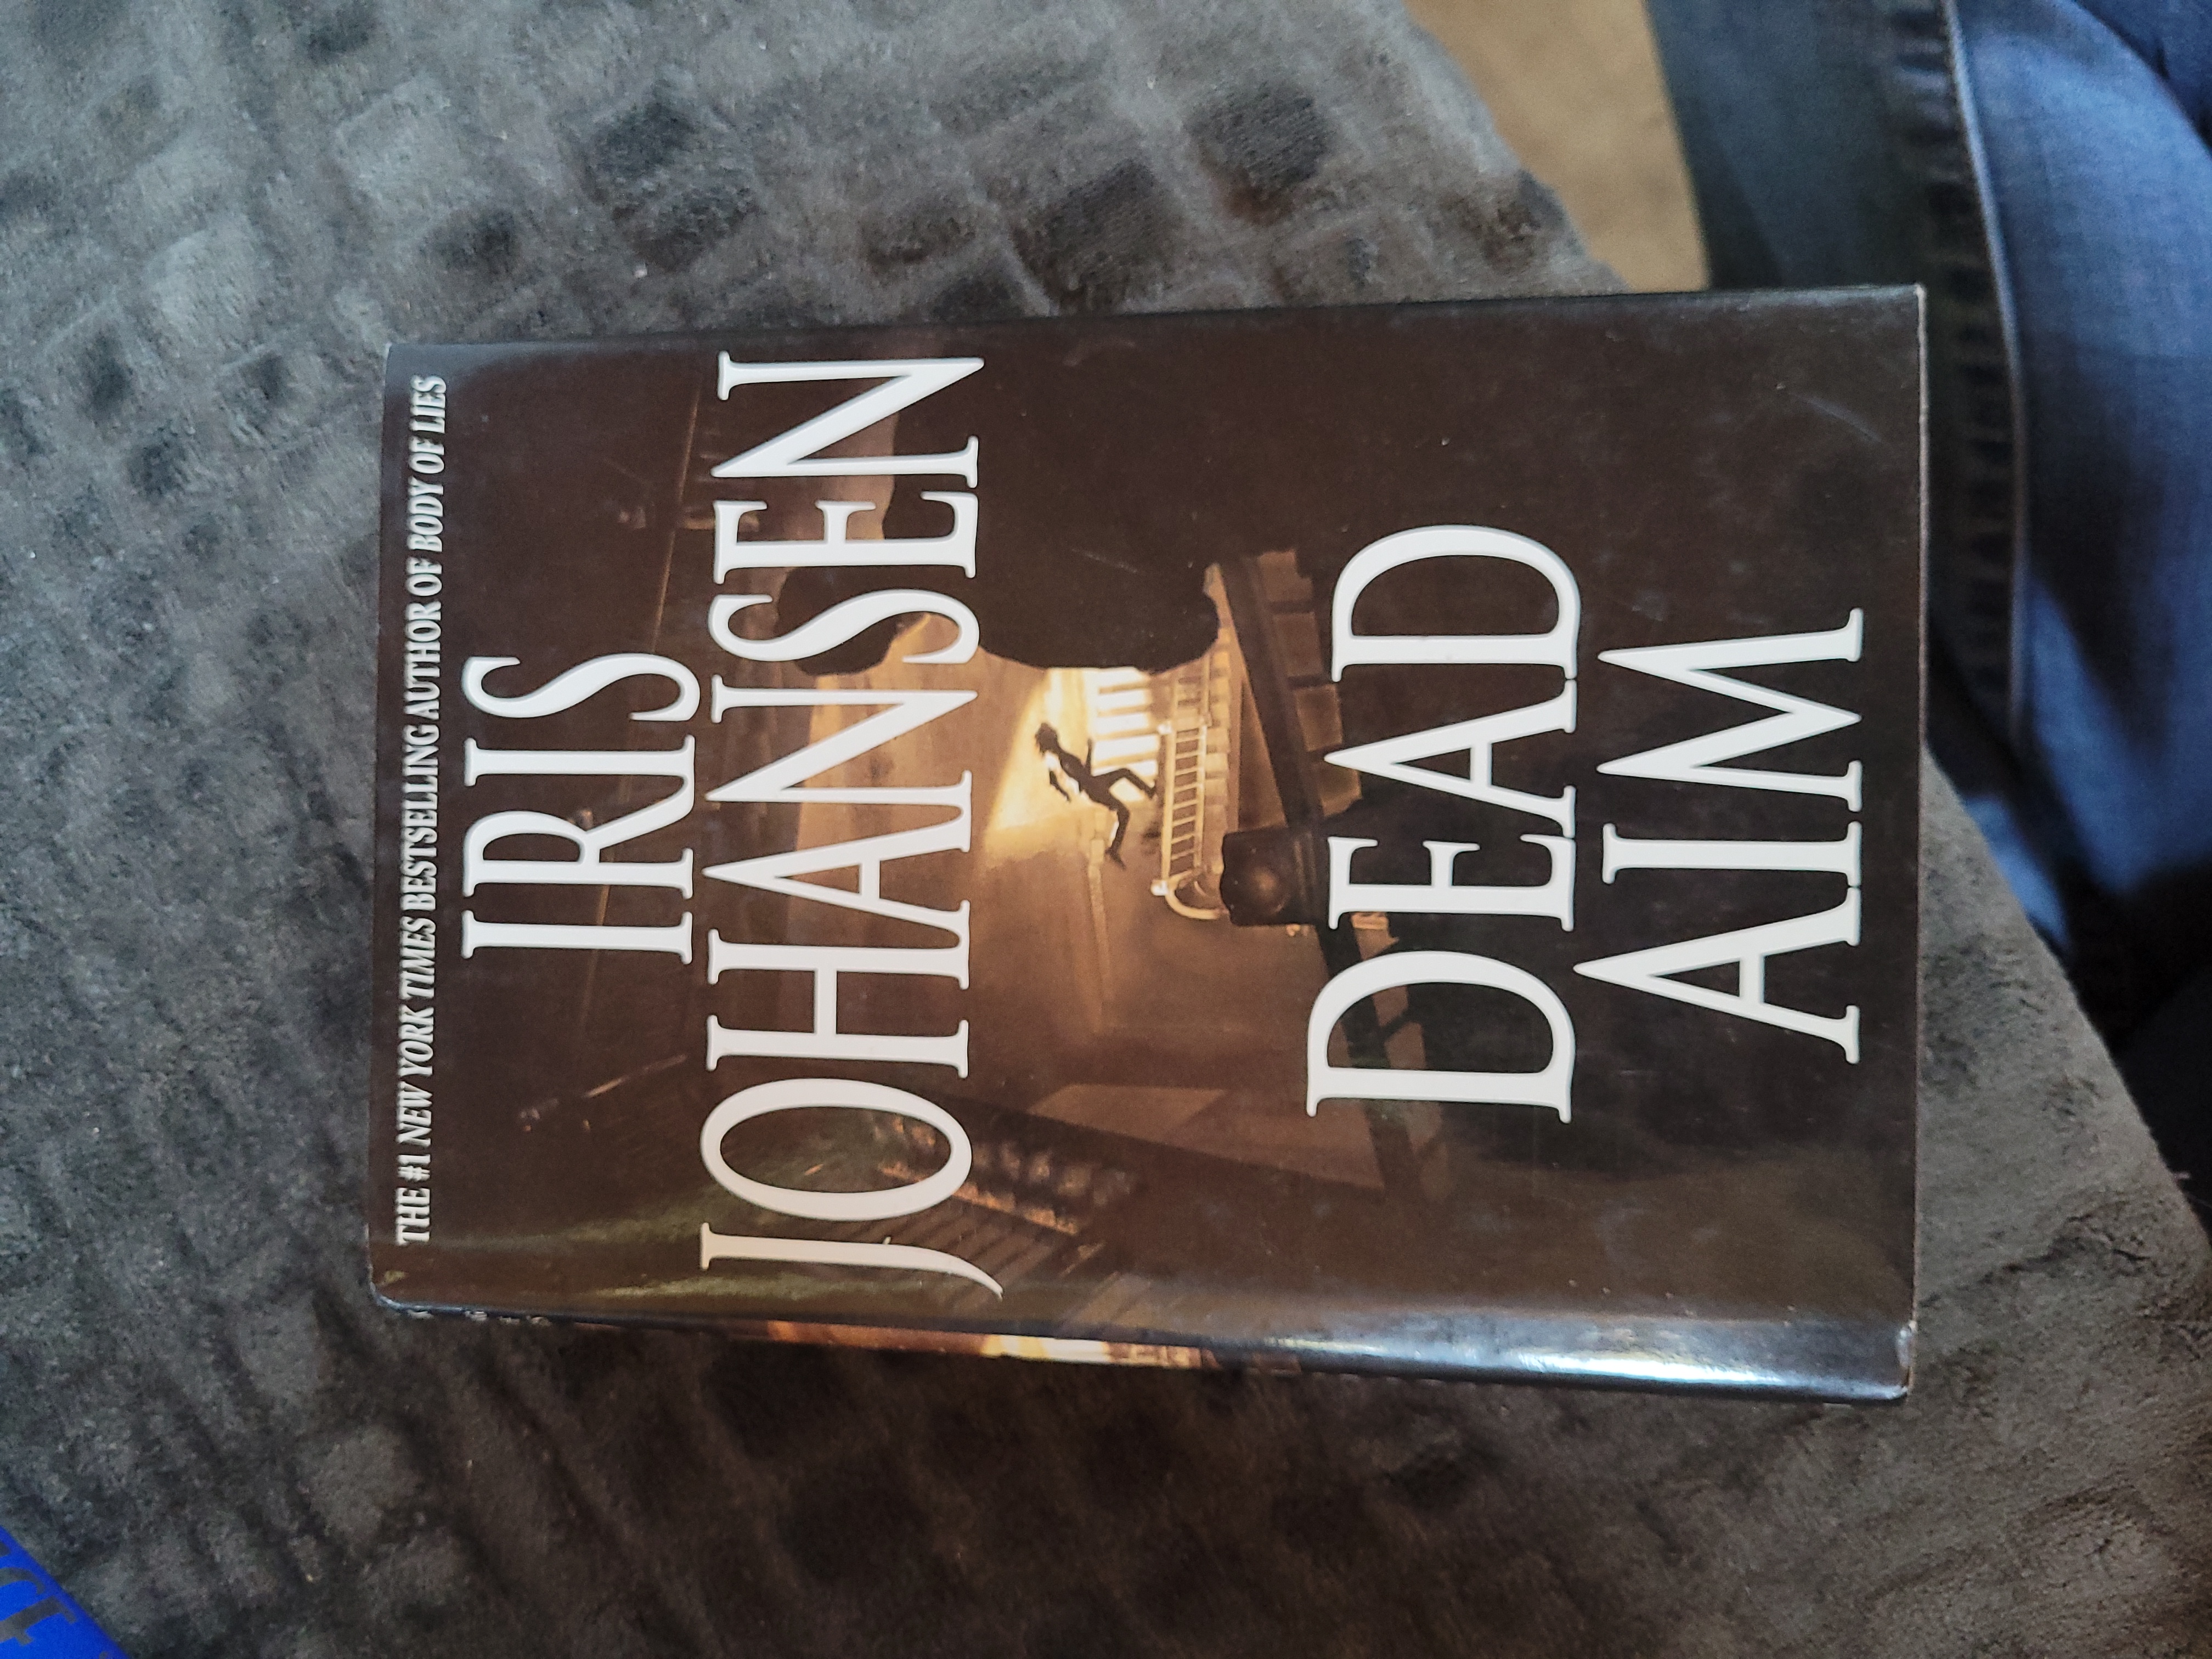 THE #1 NEW YORK TIMES BESTSELLING AUTHOR OF BODY OF LIES
IRIS
JOHANSEN
DEAD
AIM